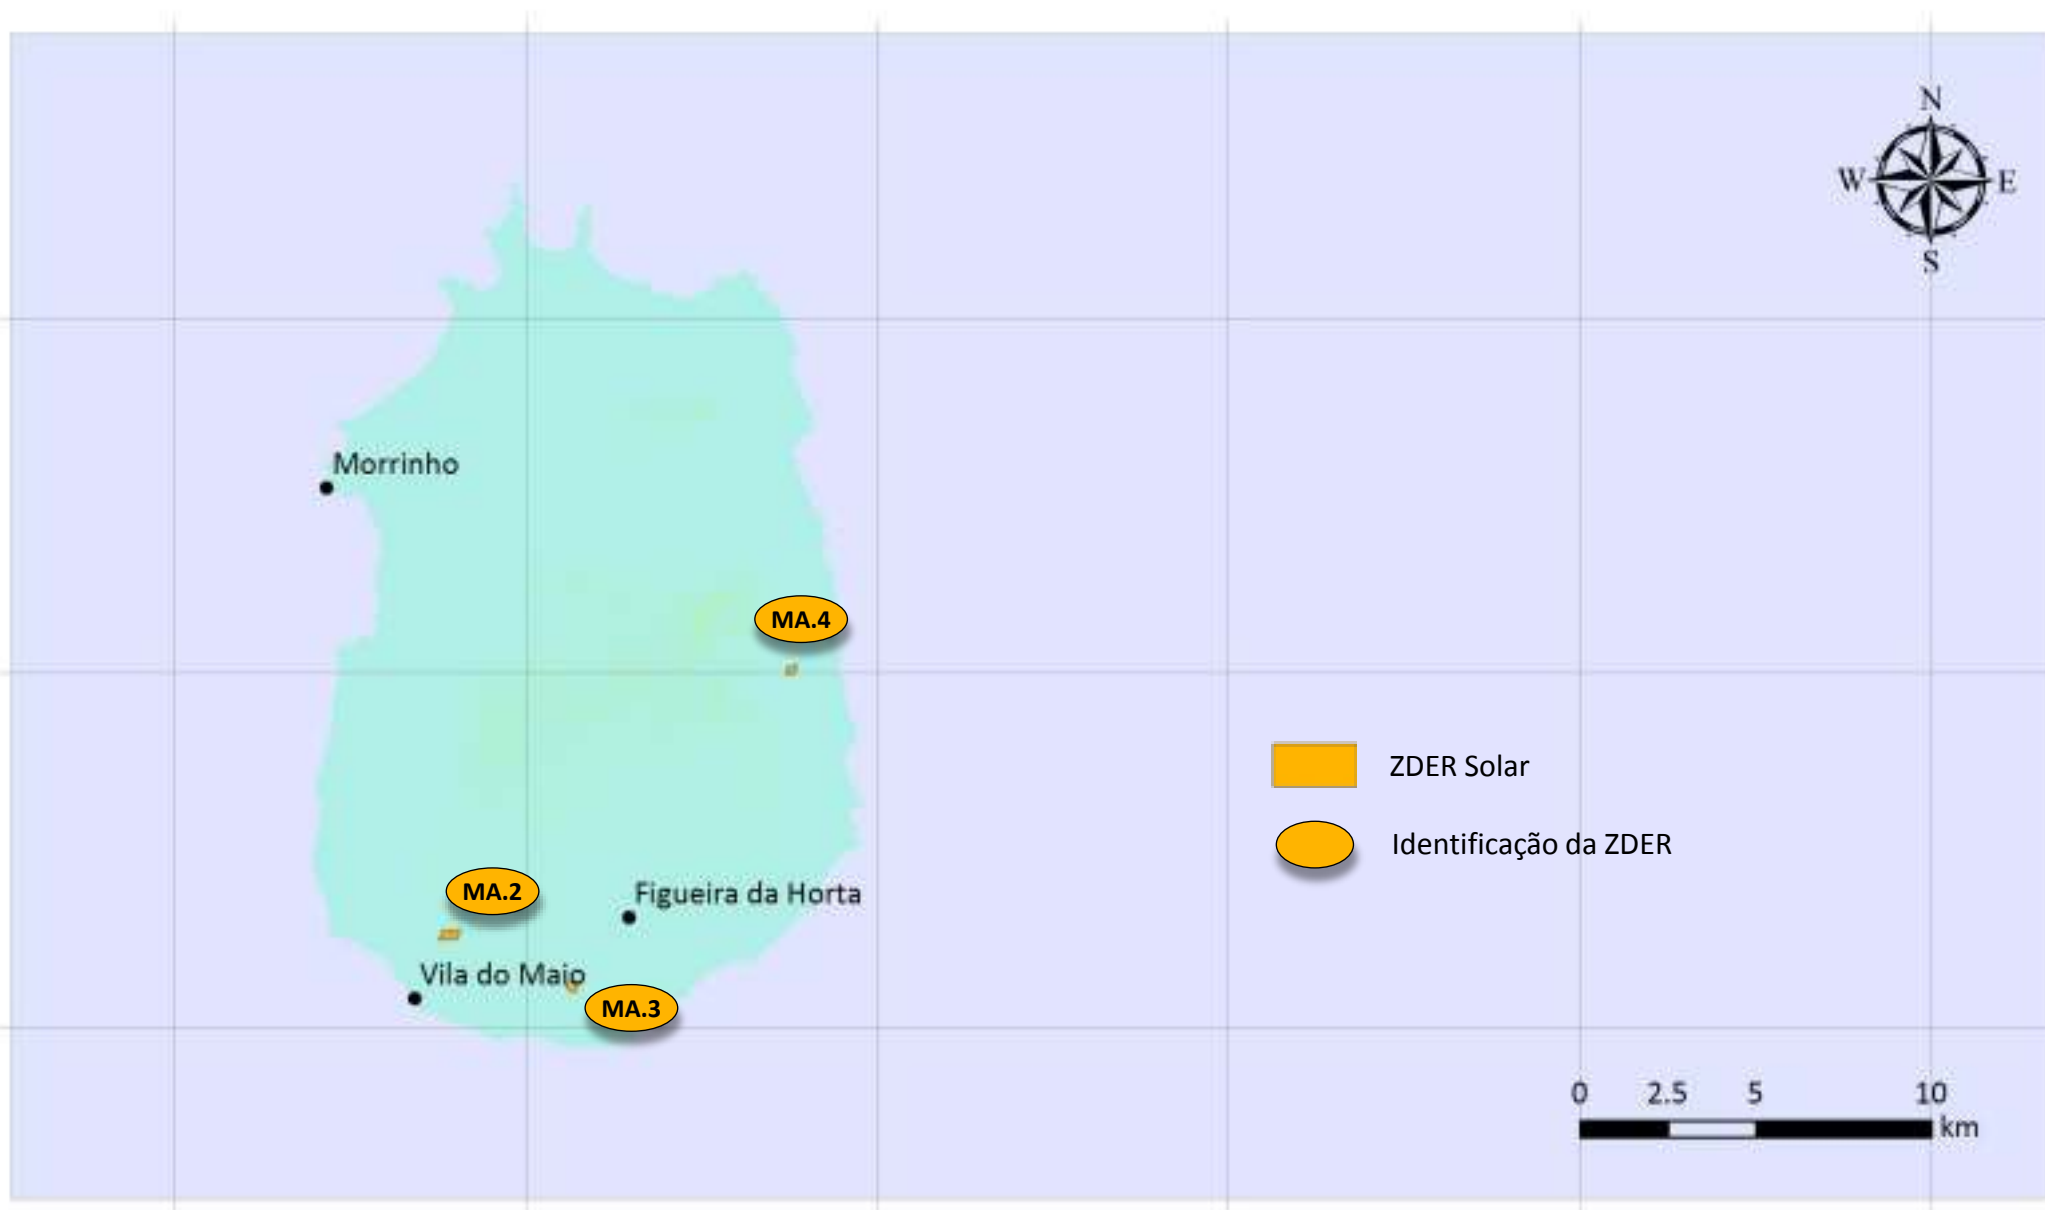 N
W
E
S
Morrinho
MA.4
ZDER Solar
Identificação da ZDER
MA.2
Figueira da Horta
Vila do Maio
MA.3
0 2.5 5 10
km